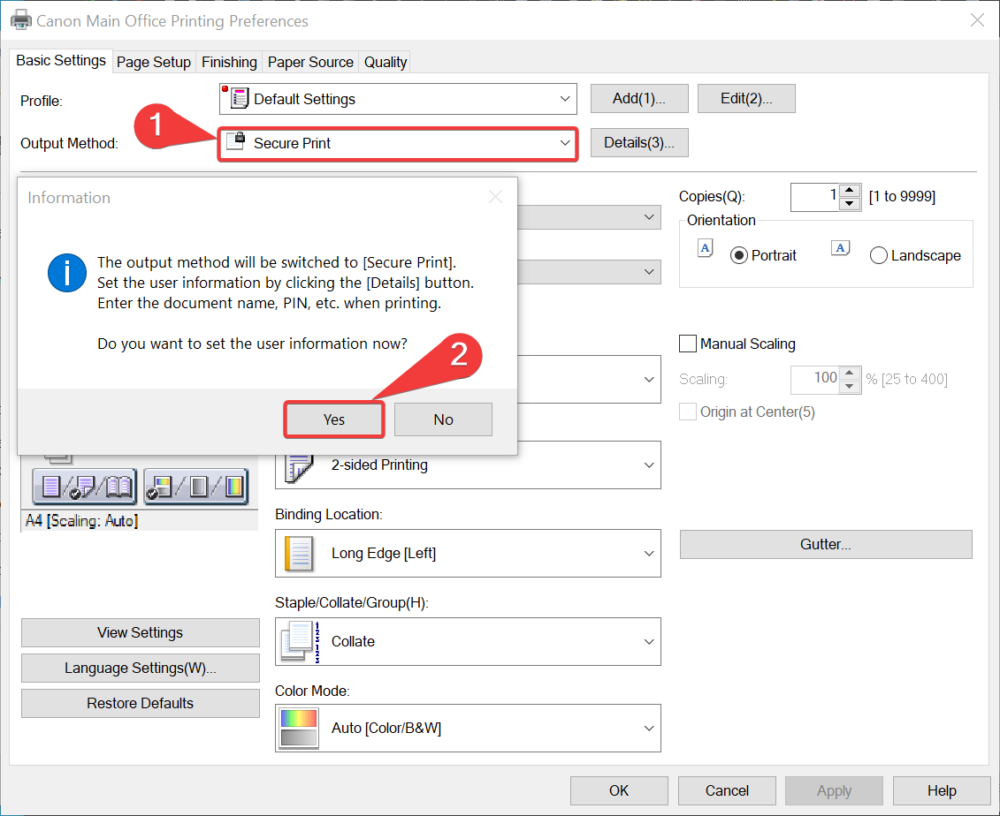 Canon Main Office Printing Preferences
Basic Settings Page Setup Finishing Paper Source Quality
Profile: Default Settings Add(1)... Edit(2)...
1
Output Method: Secure Print Details(3)...
Information
The output method will be switched to [Secure Print].
Set the user information by clicking the [Details] button.
Enter the document name, PIN, etc. when printing.
Do you want to set the user information now?
2
Yes No
Copies(Q): 1 [1 to 9999]
Orientation
A Portrait A Landscape
Manual Scaling
Scaling: 100 % [25 to 400]
Origin at Center(5)
2-sided Printing
A4 [Scaling: Auto]
Binding Location:
Long Edge [Left]
Gutter...
Staple/Collate/Group(H):
1 2 3 1 2 3
Collate
View Settings
Language Settings(W)...
Restore Defaults
Color Mode:
Auto [Color/B&W]
OK Cancel Apply Help